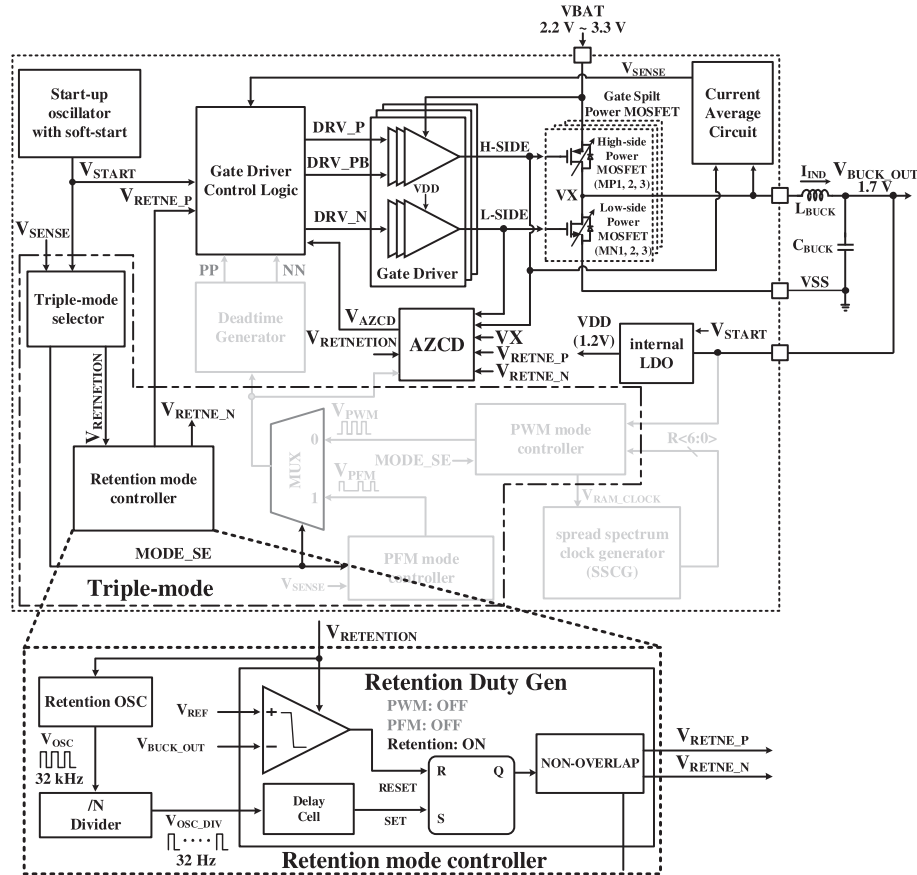 VBAT
2.2 V ~ 3.3 V
Start-up
oscillator
with soft-start
VSENSE
Current
Average
Circuit
Gate Spilt
Power MOSFET
Gate Driver
Control Logic
DRV_P
DRV_PB
DRV_N
VDD
Gate Driver
H-SIDE
L-SIDE
High-side
Power
MOSFET
(MP1, 2, 3)
VX
Low-side
Power
MOSFET
(MN1, 2, 3)
IIND
LBUCK
VBUCK_OUT
1.7 V
CBUCK
VSS
VSTART
VRETNE_P
VSENSE
Triple-mode
selector
PP
NN
Deadtime
Generator
VAZCD
VRETNETION
AZCD
VX
VRETNE_P
VRETNE_N
VDD
(1.2V)
internal
LDO
VSTART
VRETNETION
VRETNE_N
Retention mode
controller
MUX
0
1
VPWM
VPFM
MODE_SE
PWM mode
controller
R<6:0>
VRAM_CLOCK
spread spectrum
clock generator
(SSCG)
MODE_SE
PFM mode
controller
VSENSE
Triple-mode
VRETENTION
Retention OSC
VOSC
32 kHz
/N
Divider
VOSC_DIV
32 Hz
Retention Duty Gen
PWM: OFF
PFM: OFF
Retention: ON
VREF
+
VBUCK_OUT
−
RESET
Delay
Cell
SET
R
Q
S
NON-OVERLAP
VRETNE_P
VRETNE_N
Retention mode controller